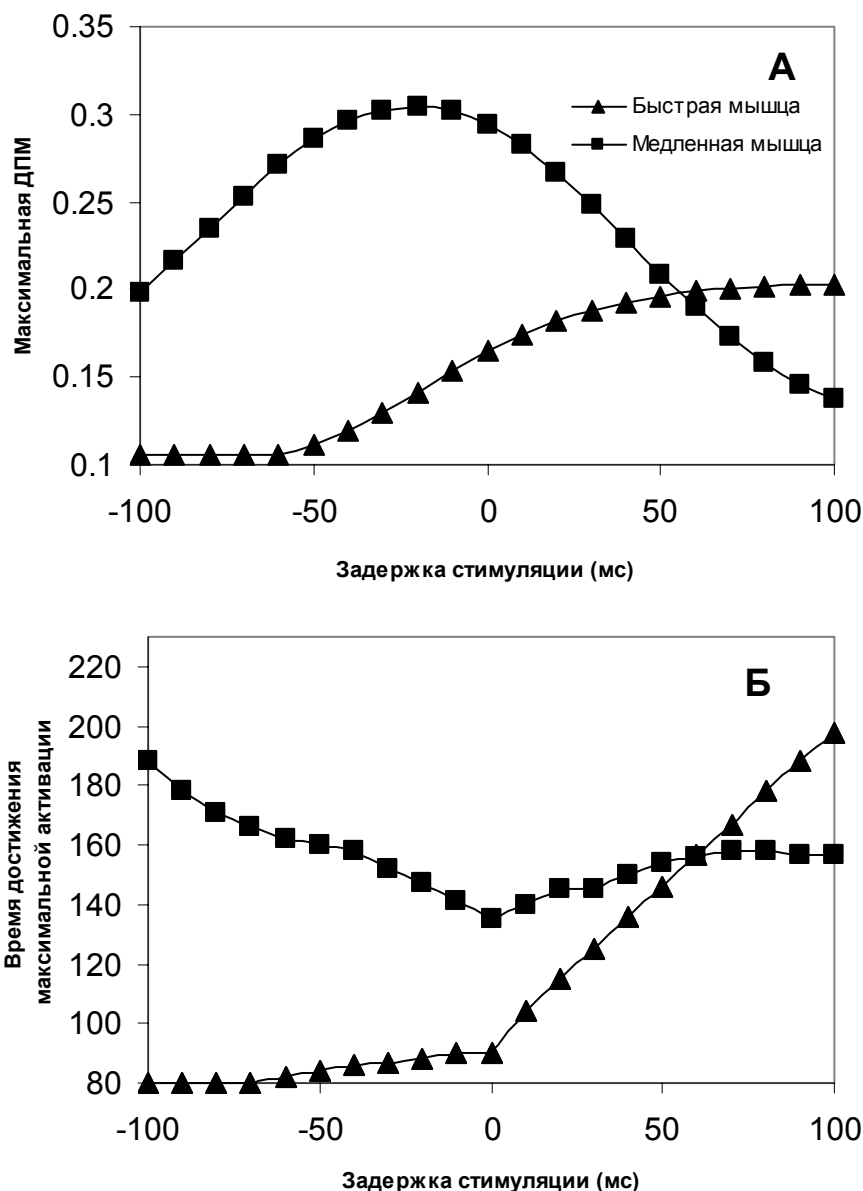 0.35
А
Быстрая мышца
Медленная мышца
0.3
0.25
0.2
0.15
0.1
Максимальная ДПМ
-100
-50
0
50
100
Задержка стимуляции (мс)
220
Б
200
180
160
140
120
100
80
Время достижения
максимальной активации
-100
-50
0
50
100
Задержка стимуляции (мс)